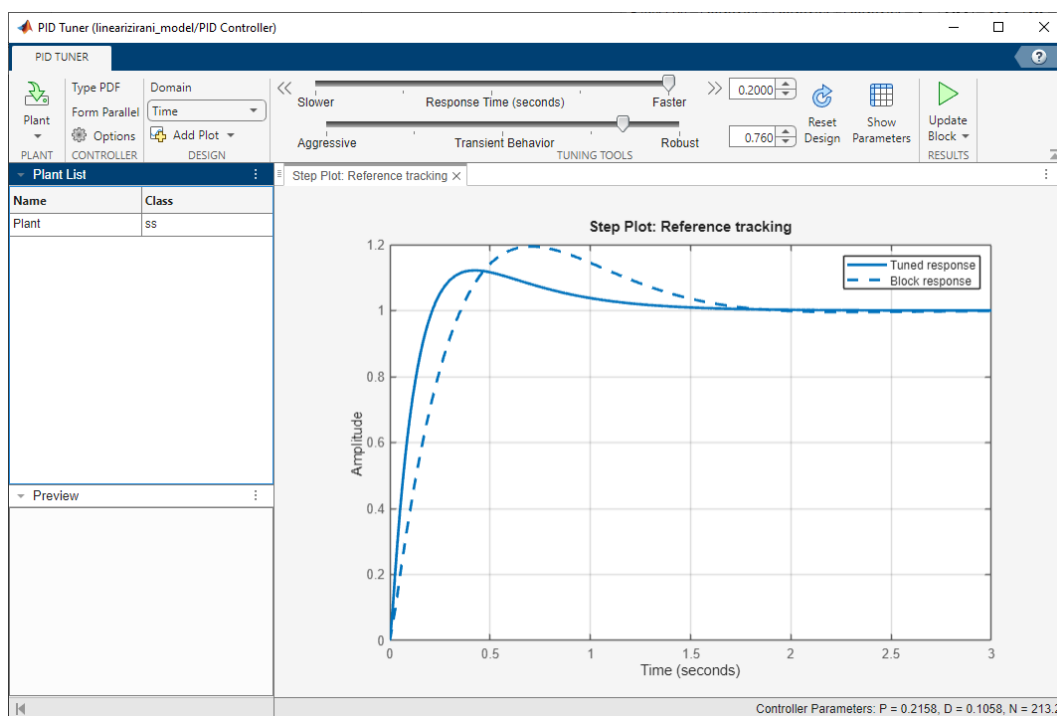 PID Tuner (linearizirani_model/PID Controller)
PID TUNER
?
Plant
Type PDF
Form Parallel
Options
Domain
Time
Add Plot
Slower
Response Time (seconds)
Faster
0.2000
Aggressive
Transient Behavior
Robust
0.760
Reset
Design
Show
Parameters
Update
Block
PLANT
CONTROLLER
DESIGN
TUNING TOOLS
RESULTS
Plant List
Name Class
Plant ss
Preview
Step Plot: Reference tracking
Step Plot: Reference tracking
Tuned response
Block response
Amplitude
1.2
1
0.8
0.6
0.4
0.2
0
0 0.5 1 1.5 2 2.5 3
Time (seconds)
Controller Parameters: P = 0.2158, D = 0.1058, N = 213.2